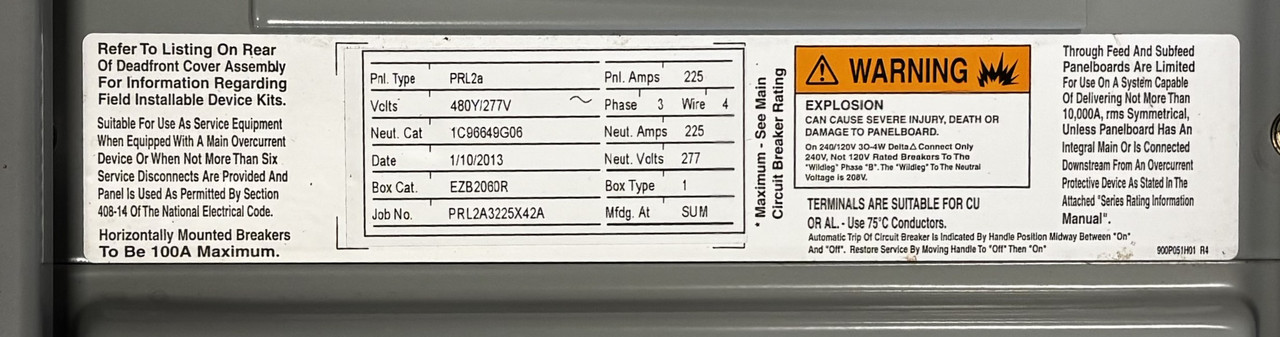 Refer To Listing On Rear
Of Deadfront Cover Assembly
For Information Regarding
Field Installable Device Kits.
Suitable For Use As Service Equipment
When Equipped With A Main Overcurrent
Device Or When Not More Than Six
Service Disconnects Are Provided And
Panel Is Used As Permitted By Section
408-14 Of The National Electrical Code.
Horizontally Mounted Breakers
To Be 100A Maximum.
Pnl. Type PRL2a Pnl. Amps 225
Volts 480Y/277V ~ Phase 3 Wire 4
Neut. Cat 1C96649G06 Neut. Amps 225
Date 1/10/2013 Neut. Volts 277
Box Cat. EZB2060R Box Type 1
Job No. PRL2A3225X42A Mfdg. At SUM
* Maximum - See Main
Circuit Breaker Rating
WARNING
EXPLOSION
CAN CAUSE SEVERE INJURY, DEATH OR
DAMAGE TO PANELBOARD.
On 240/120V 3O-4W Delta△ Connect Only
240V, Not 120V Rated Breakers To The
"Wildleg" Phase "B". The "Wildleg" To The Neutral
Voltage is 208V.
TERMINALS ARE SUITABLE FOR CU
OR AL. - Use 75°C Conductors.
Automatic Trip Of Circuit Breaker Is Indicated By Handle Position Midway Between "On"
And "Off". Restore Service By Moving Handle To "Off" Then "On"
Through Feed And Subfeed
Panelboards Are Limited
For Use On A System Capable
Of Delivering Not More Than
10,000A, rms Symmetrical,
Unless Panelboard Has An
Integral Main Or Is Connected
Downstream From An Overcurrent
Protective Device As Stated In The
Attached "Series Rating Information
Manual".
900P051H01 R4